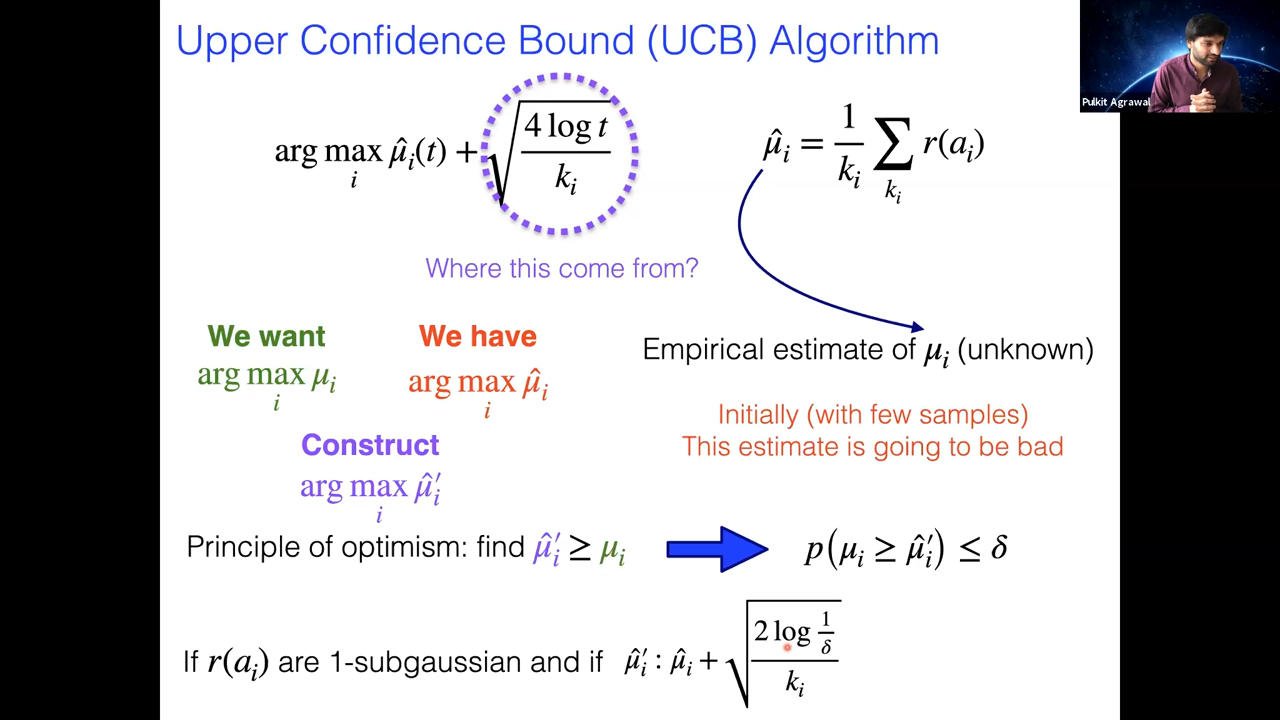 Upper Confidence Bound (UCB) Algorithm
Pulkit Agrawal
arg max_i μ̂_i(t) + √(4 log t / k_i)
μ̂_i = 1/k_i ∑_{k_i} r(a_i)
Where this come from?
We want
arg max_i μ_i
We have
arg max_i μ̂_i
Empirical estimate of μ_i (unknown)
Initially (with few samples)
This estimate is going to be bad
Construct
arg max_i μ̂′_i
Principle of optimism: find μ̂′_i ≥ μ_i
p(μ_i ≥ μ̂′_i) ≤ δ
If r(a_i) are 1-subgaussian and if μ̂′_i : μ̂_i + √(2 log 1/δ / k_i)